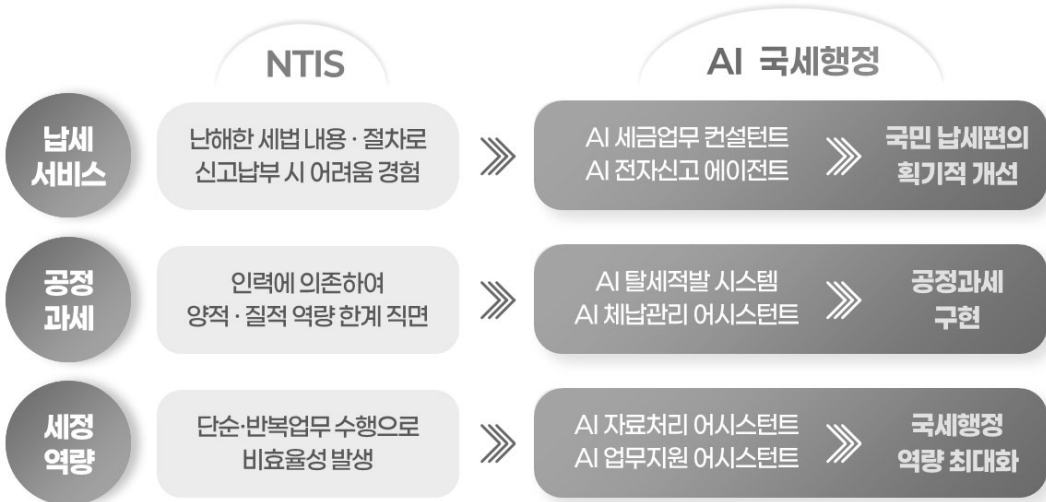 NTIS
AI 국세행정
납세
서비스
난해한 세법 내용 · 절차로
신고납부 시 어려움 경험
AI 세금업무 컨설턴트
AI 전자신고 에이전트
국민 납세편의
획기적 개선
공정
과세
인력에 의존하여
양적 · 질적 역량 한계 직면
AI 탈세적발 시스템
AI 체납관리 어시스턴트
공정과세
구현
세정
역량
단순·반복업무 수행으로
비효율성 발생
AI 자료처리 어시스턴트
AI 업무지원 어시스턴트
국세행정
역량 최대화